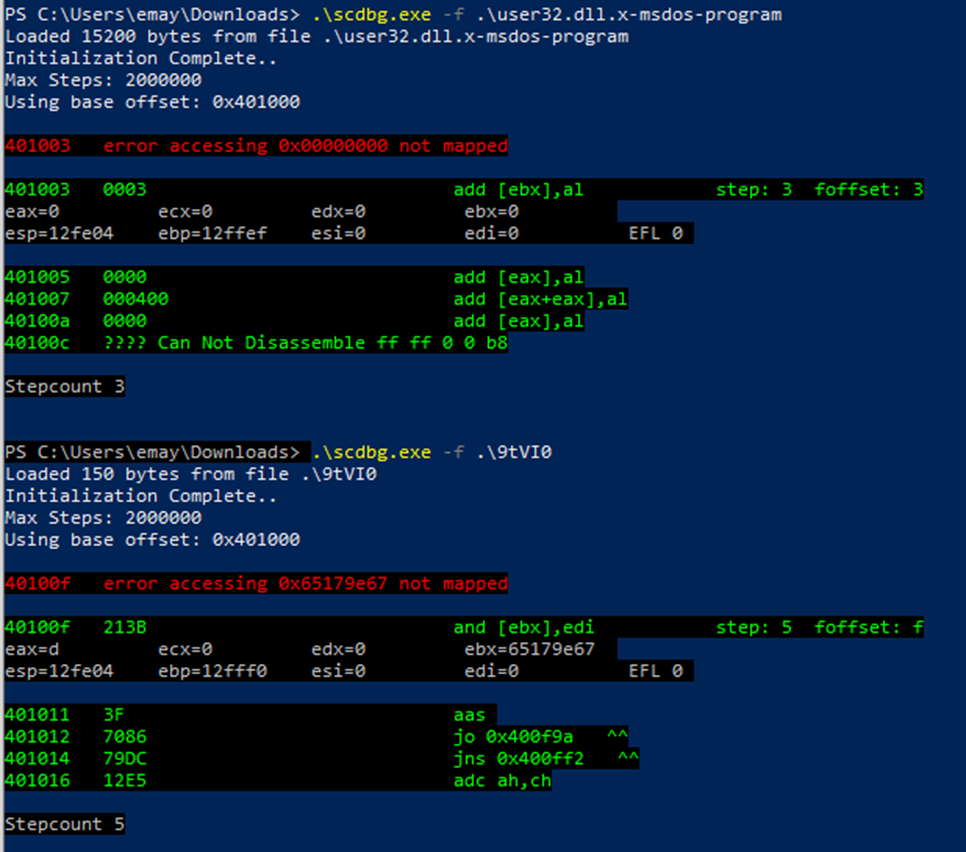 PS C:\Users\emay\Downloads> .\scdbg.exe -f .\user32.dll.x-msdos-program
Loaded 15200 bytes from file .\user32.dll.x-msdos-program
Initialization Complete..
Max Steps: 2000000
Using base offset: 0x401000
401003 error accessing 0x00000000 not mapped
401003 0003 add [ebx],al step: 3 foffset: 3
eax=0 ecx=0 edx=0 ebx=0
esp=12fe04 ebp=12ffef esi=0 edi=0 EFL 0
401005 0000 add [eax],al
401007 000400 add [eax+eax],al
40100a 0000 add [eax],al
40100c ???? Can Not Disassemble ff ff 0 0 b8
Stepcount 3
PS C:\Users\emay\Downloads> .\scdbg.exe -f .\9tVI0
Loaded 150 bytes from file .\9tVI0
Initialization Complete..
Max Steps: 2000000
Using base offset: 0x401000
40100f error accessing 0x65179e67 not mapped
40100f 213B and [ebx],edi step: 5 foffset: f
eax=d ecx=0 edx=0 ebx=65179e67
esp=12fe04 ebp=12fff0 esi=0 edi=0 EFL 0
401011 3F aas
401012 7086 jo 0x400f9a ^^
401014 79DC jns 0x400ff2 ^^
401016 12E5 adc ah,ch
Stepcount 5